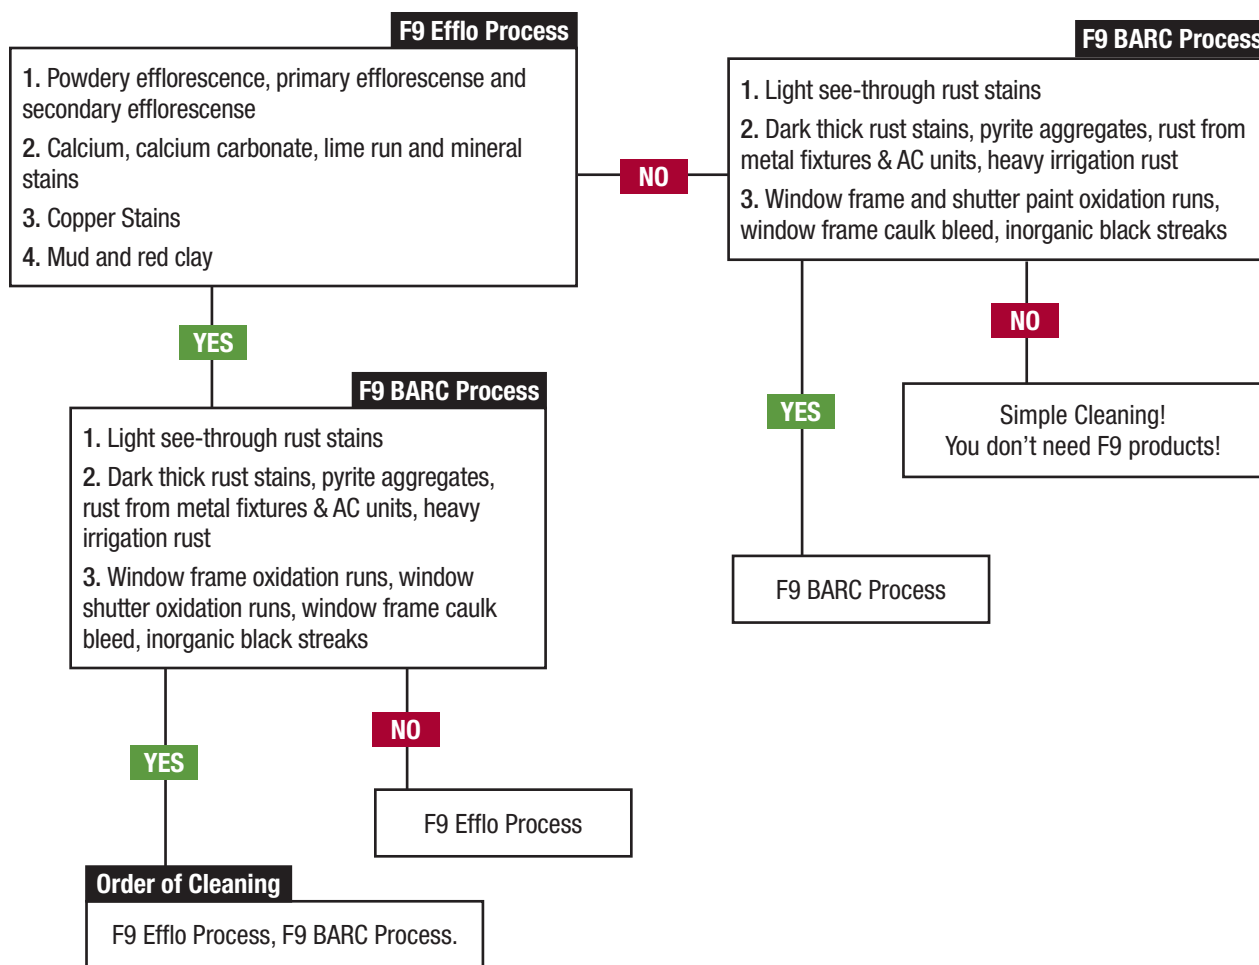 F9 Efflo Process
1. Powdery efflorescence, primary efflorescense and
secondary efflorescense
2. Calcium, calcium carbonate, lime run and mineral
stains
3. Copper Stains
4. Mud and red clay
NO
F9 BARC Process
1. Light see-through rust stains
2. Dark thick rust stains, pyrite aggregates, rust from
metal fixtures & AC units, heavy irrigation rust
3. Window frame and shutter paint oxidation runs,
window frame caulk bleed, inorganic black streaks
YES
F9 BARC Process
1. Light see-through rust stains
2. Dark thick rust stains, pyrite aggregates,
rust from metal fixtures & AC units, heavy
irrigation rust
3. Window frame oxidation runs, window
shutter oxidation runs, window frame caulk
bleed, inorganic black streaks
YES
NO
F9 Efflo Process
Order of Cleaning
F9 Efflo Process, F9 BARC Process.
YES
F9 BARC Process
NO
Simple Cleaning!
You don't need F9 products!